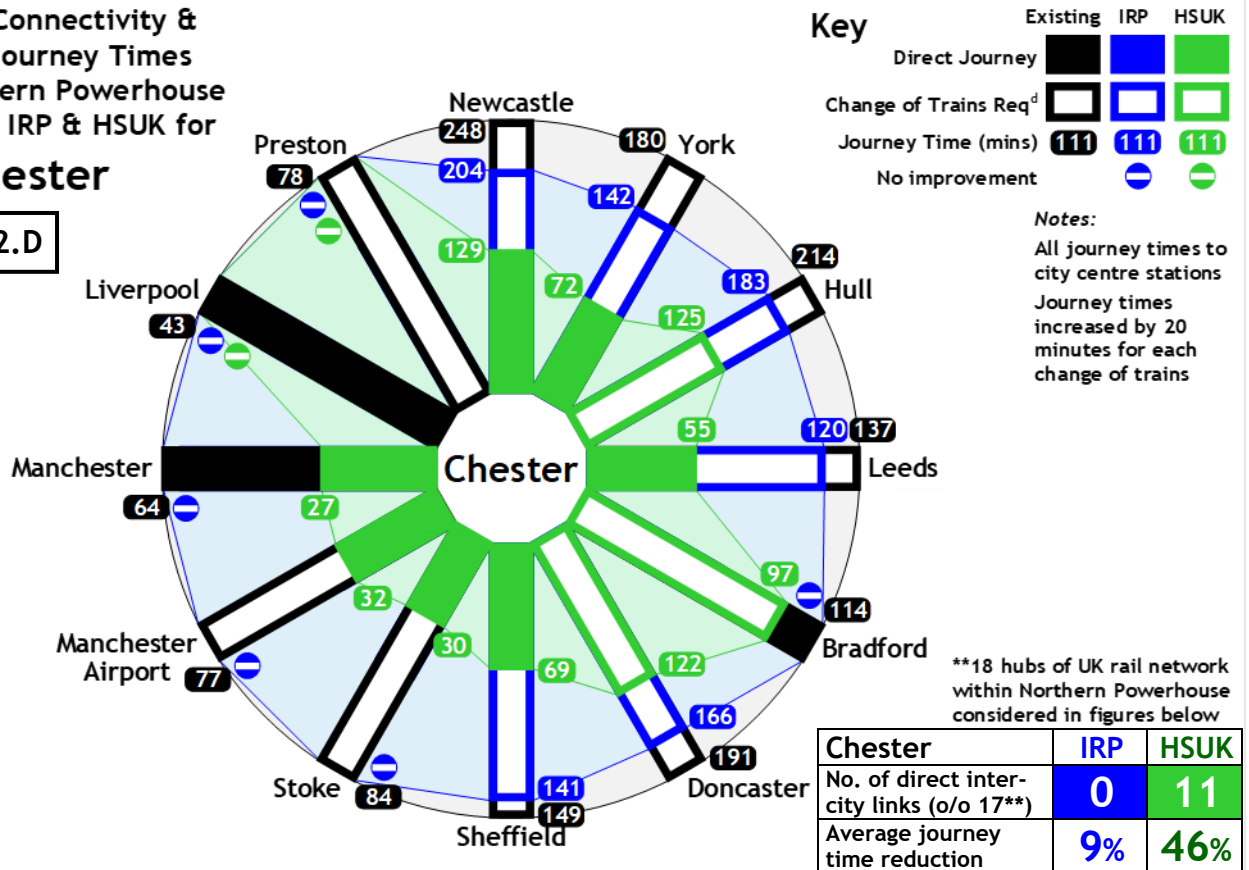 Connectivity &
ourney Times
ern Powerhouse
IRP & HSUK for
ester
2.D
Key
Existing IRP HSUK
Direct Journey
Change of Trains Reqd
Journey Time (mins) 111 111 111
No improvement
Notes:
All journey times to
city centre stations
Journey times
increased by 20
minutes for each
change of trains
Newcastle
248
204
129
York
180
142
72
Hull
214
183
125
Leeds
55
120
137
Bradford
97
114
Doncaster
122
166
191
Sheffield
69
141
149
Stoke
30
84
Manchester
Airport
32
77
Manchester
27
64
Liverpool
43
Preston
78
Chester
**18 hubs of UK rail network
within Northern Powerhouse
considered in figures below
Chester IRP HSUK
No. of direct inter-
city links (o/o 17**) 0 11
Average journey
time reduction 9% 46%